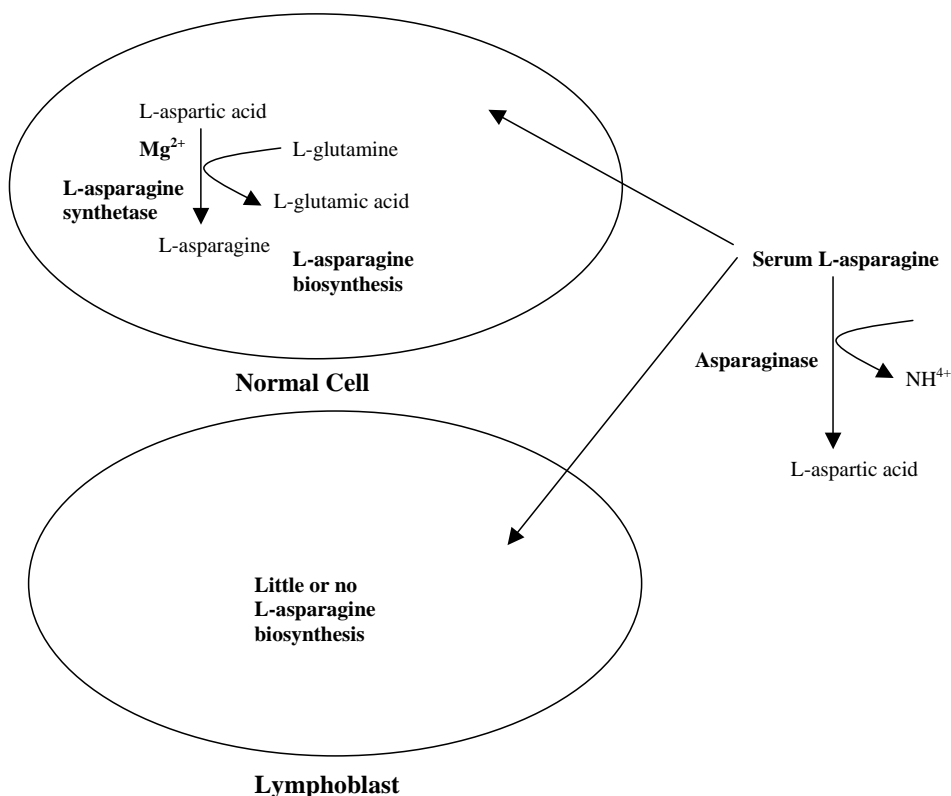 L-aspartic acid
Mg²⁺
L-glutamine
L-asparagine
synthetase
L-glutamic acid
L-asparagine
L-asparagine
biosynthesis
Normal Cell
Serum L-asparagine
Asparaginase
NH⁴⁺
L-aspartic acid
Little or no
L-asparagine
biosynthesis
Lymphoblast